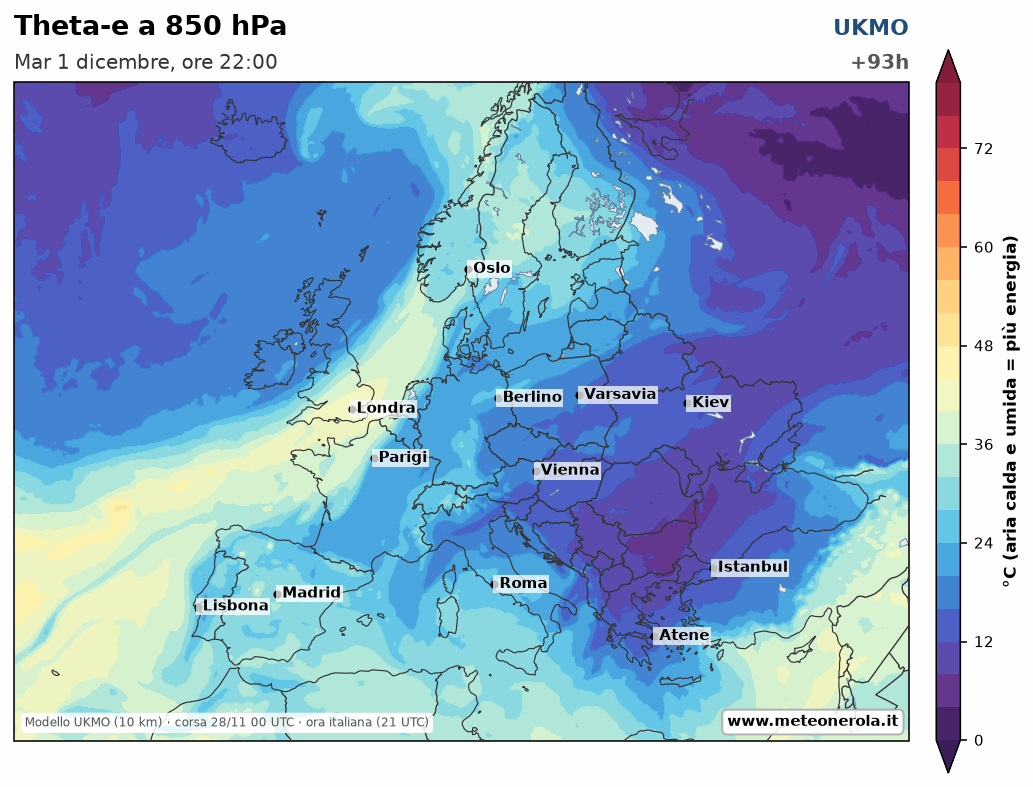 Theta-e a 850 hPa
UKMO
Mar 1 dicembre, ore 22:00
+93h
Oslo
Londra
Berlino
Varsavia
Kiev
Parigi
Vienna
Istanbul
Roma
Madrid
Lisbona
Atene
Modello UKMO (10 km) · corsa 28/11 00 UTC · ora italiana (21 UTC)
www.meteonerola.it
72
60
48
36
24
12
0
°C (aria calda e umida = più energia)